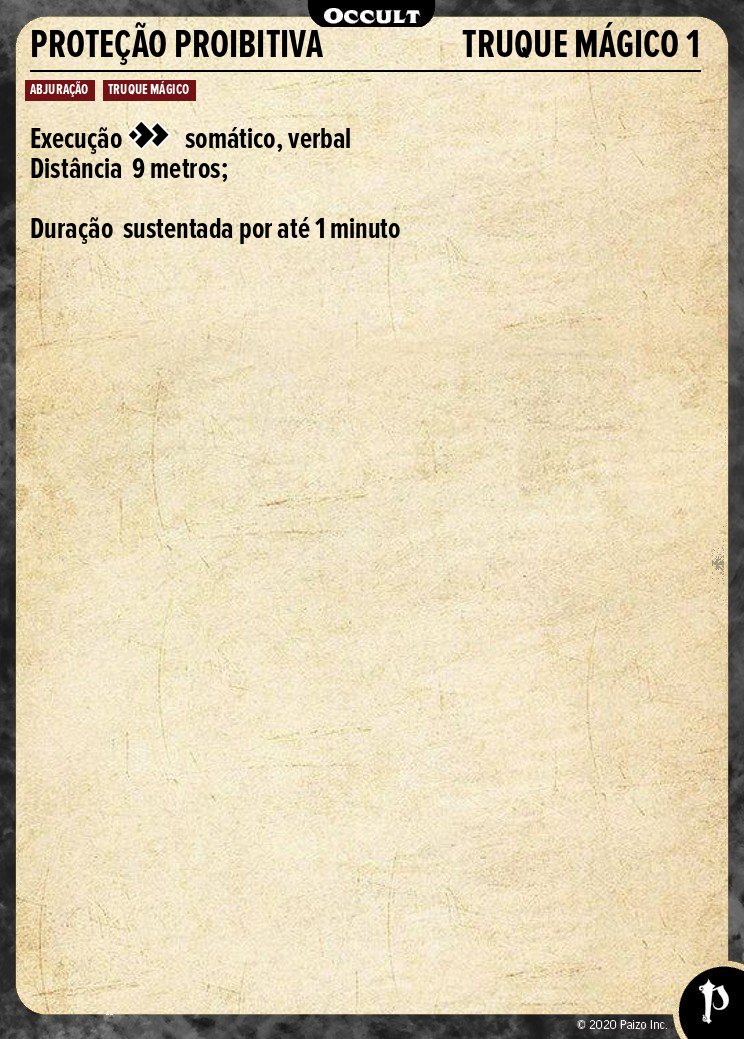 OCCULT
PROTEÇÃO PROIBITIVA TRUQUE MÁGICO 1
ABJURAÇÃO TRUQUE MÁGICO
Execução somático, verbal
Distância 9 metros;
Duração sustentada por até 1 minuto
© 2020 Paizo Inc.